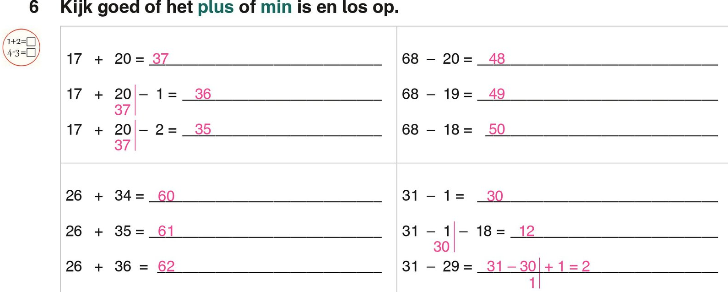 6 Kijk goed of het plus of min is en los op.
1+2=
4-3=
17 + 20 = 37
17 + 20 - 1 = 36
37
17 + 20 - 2 = 35
37
68 - 20 = 48
68 - 19 = 49
68 - 18 = 50
26 + 34 = 60
26 + 35 = 61
26 + 36 = 62
31 - 1 = 30
31 - 1 - 18 = 12
30
31 - 29 = 31 - 30 + 1 = 2
1